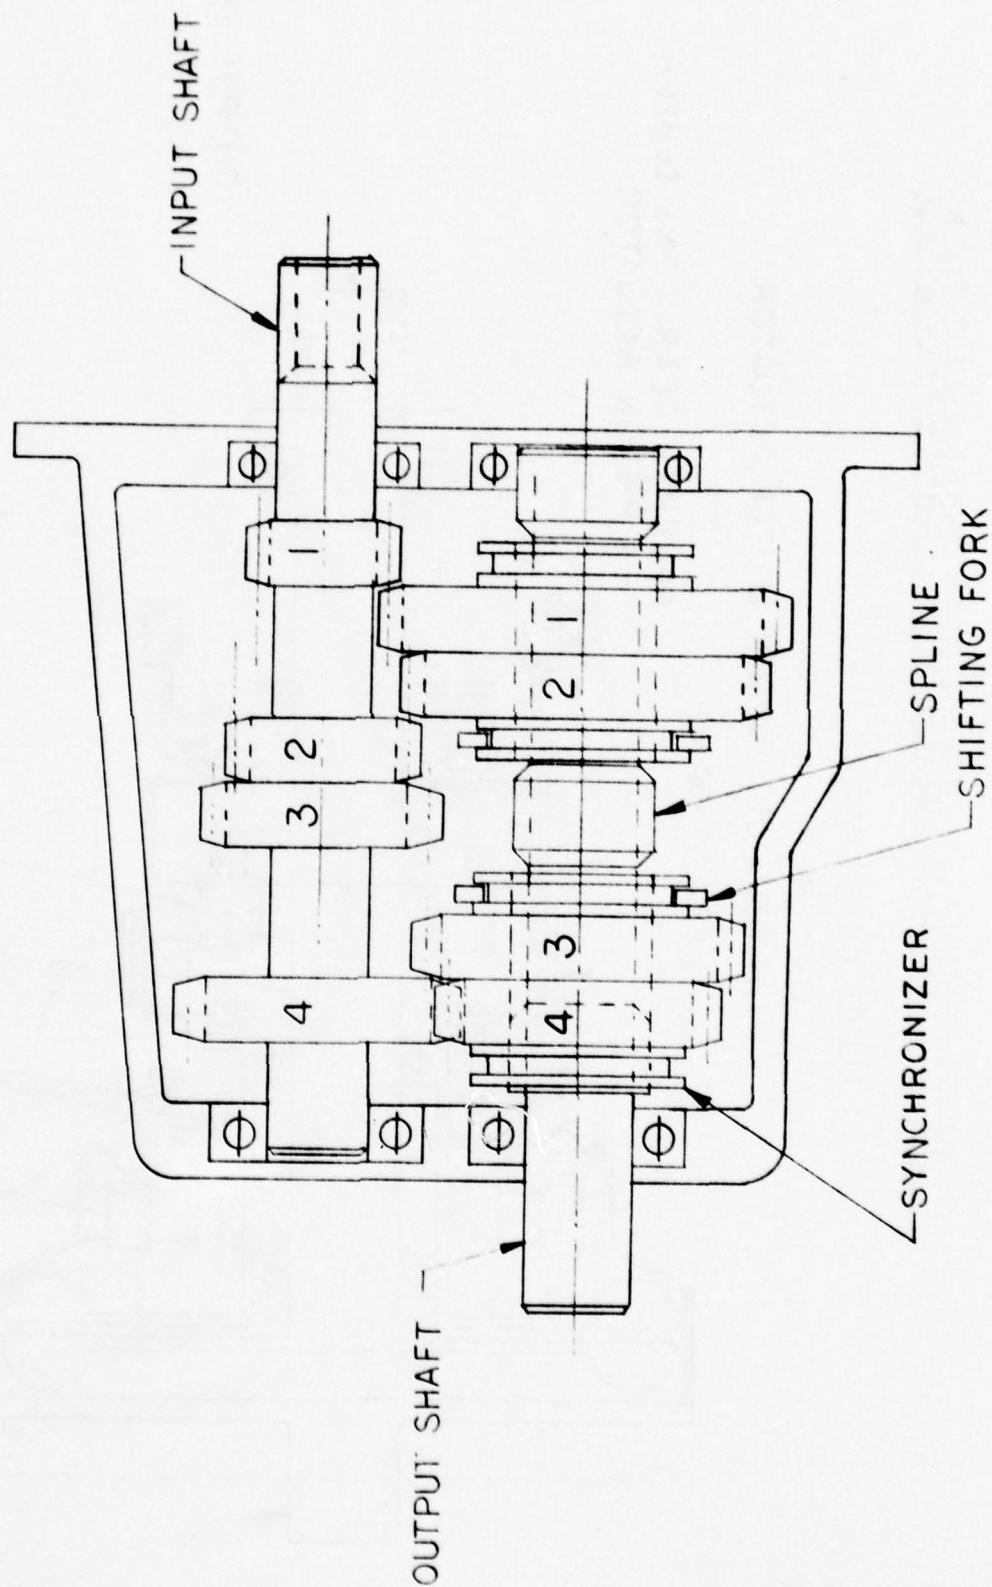 INPUT SHAFT
1
2
3
4
1
2
3
4
SPLINE
SHIFTING FORK
SYNCHRONIZER
OUTPUT SHAFT